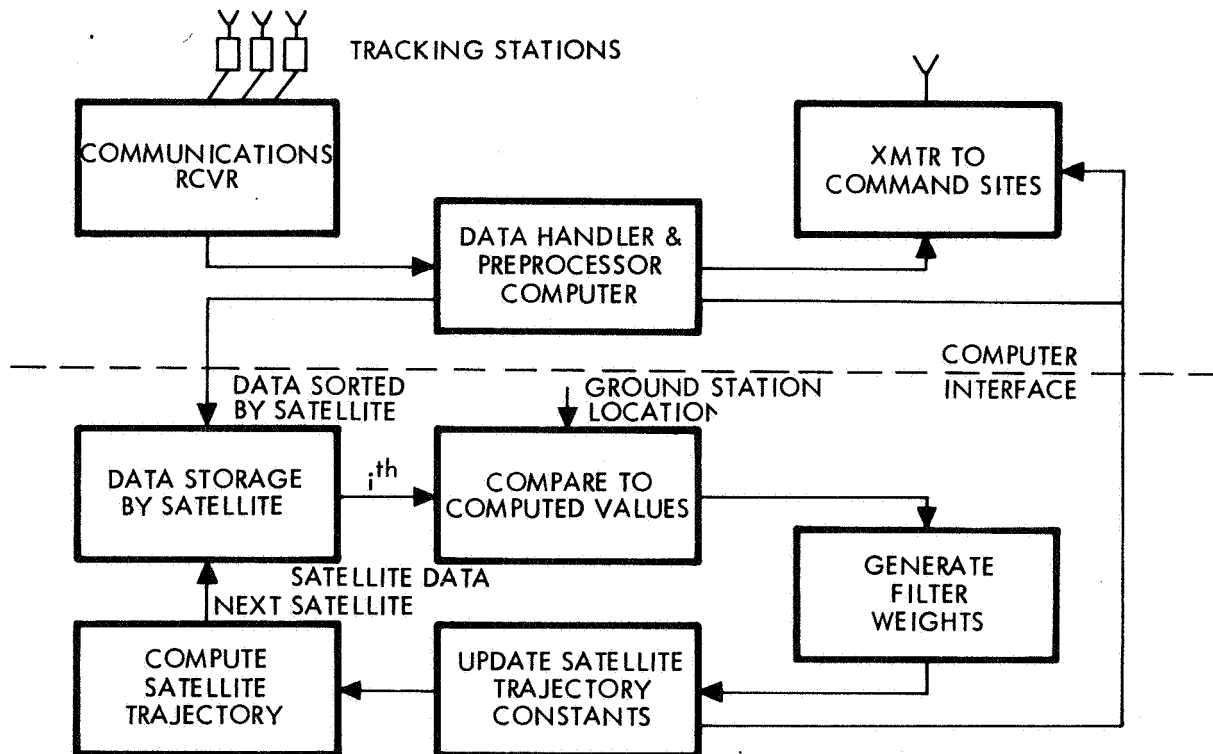 TRACKING STATIONS
COMMUNICATIONS
RCVR
XMTR TO
COMMAND SITES
DATA HANDLER &
PREPROCESSOR
COMPUTER
COMPUTER
INTERFACE
DATA SORTED
BY SATELLITE
GROUND STATION
LOCATION
DATA STORAGE
BY SATELLITE
i^th
COMPARE TO
COMPUTED VALUES
GENERATE
FILTER
WEIGHTS
SATELLITE DATA
NEXT SATELLITE
COMPUTE
SATELLITE
TRAJECTORY
UPDATE SATELLITE
TRAJECTORY
CONSTANTS